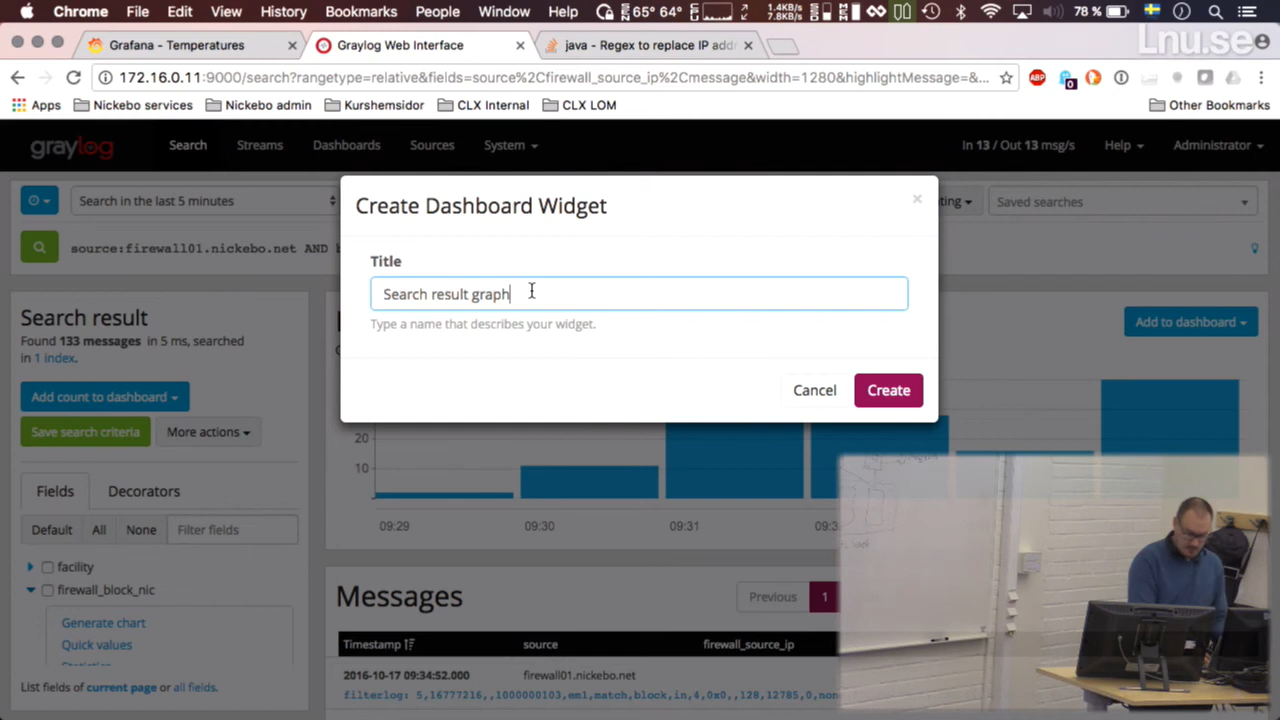 Chrome File Edit View History Bookmarks People Window Help 65° 64° 1.4KB/s 7.8KB/s 78 %
Grafana - Temperatures × Graylog Web Interface × java - Regex to replace IP add ×
Lnu.se
172.16.0.11:9000/search?rangetype=relative&fields=source%2Cfirewall_source_ip%2Cmessage&width=1280&highlightMessage=&... ABP 0
Apps Nickebo services Nickebo admin Kurshemsidor CLX Internal CLX LOM Other Bookmarks
graylog Search Streams Dashboards Sources System In 13 / Out 13 msg/s Help Administrator
Search in the last 5 minutes Saved searches
Create Dashboard Widget ×
source:firewall01.nickebo.net AND
Title
Search result graph
Type a name that describes your widget.
Cancel Create
Search result
Found 133 messages in 5 ms, searched
in 1 index.
Add to dashboard
Add count to dashboard
Save search criteria More actions
20
10
09:29 09:30 09:31
Fields Decorators
Default All None Filter fields
facility
firewall_block_nic
Generate chart
Quick values
List fields of current page or all fields.
Messages Previous 1
Timestamp source firewall_source_ip
2016-10-17 09:34:52.000 firewall01.nickebo.net
filterlog: 5,16777216,,1000000103,em1,match,block,in,4,0x0,,128,12785,0,none